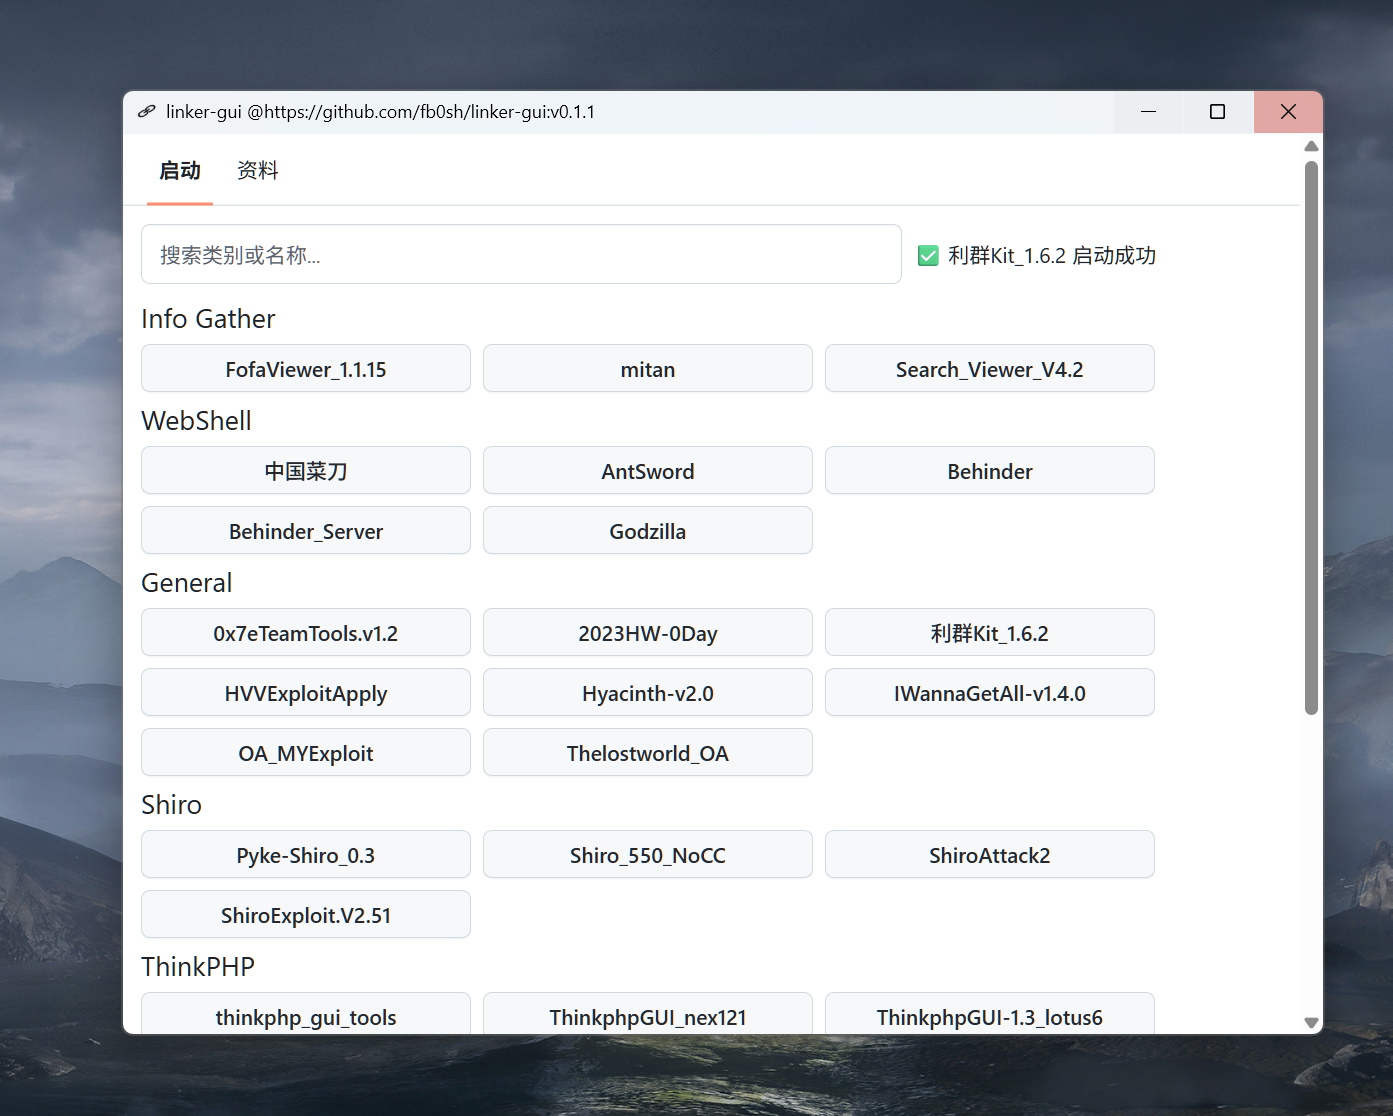 linker-gui @https://github.com/fb0sh/linker-gui:v0.1.1
启动 资料
搜索类别或名称... ✅ 利群Kit_1.6.2 启动成功
Info Gather
FofaViewer_1.1.15 mitan Search_Viewer_V4.2
WebShell
中国菜刀 AntSword Behinder
Behinder_Server Godzilla
General
0x7eTeamTools.v1.2 2023HW-0Day 利群Kit_1.6.2
HVVExploitApply Hyacinth-v2.0 IWannaGetAll-v1.4.0
OA_MYExploit Thelostworld_OA
Shiro
Pyke-Shiro_0.3 Shiro_550_NoCC ShiroAttack2
ShiroExploit.V2.51
ThinkPHP
thinkphp_gui_tools ThinkphpGUI_nex121 ThinkphpGUI-1.3_lotus6